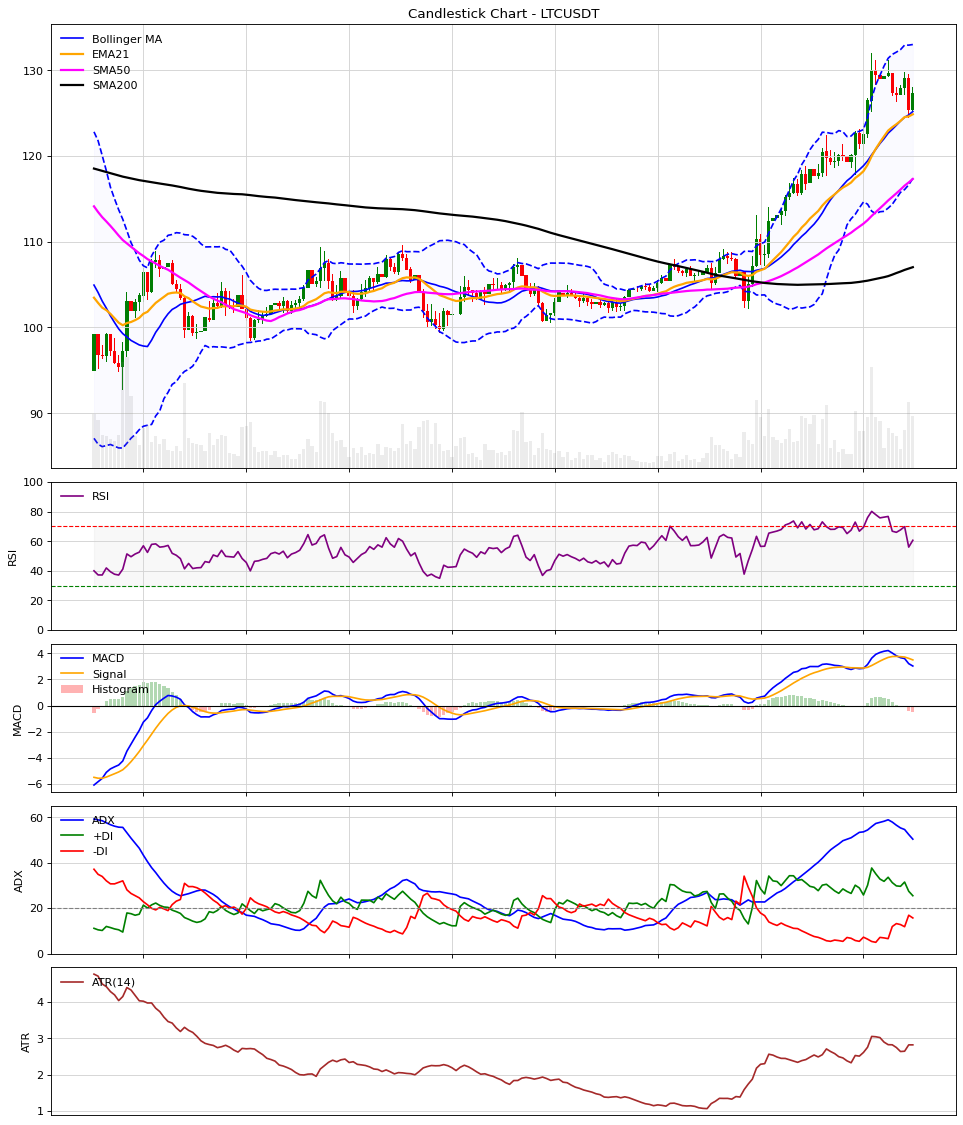 Candlestick Chart - LTCUSDT
Bollinger MA
EMA21
SMA50
SMA200
130
120
110
100
90
RSI
100
80
60
40
20
0
RSI
MACD
Signal
Histogram
4
2
0
−2
−4
−6
MACD
ADX
+DI
-DI
60
40
20
0
ADX
ATR(14)
4
3
2
1
ATR